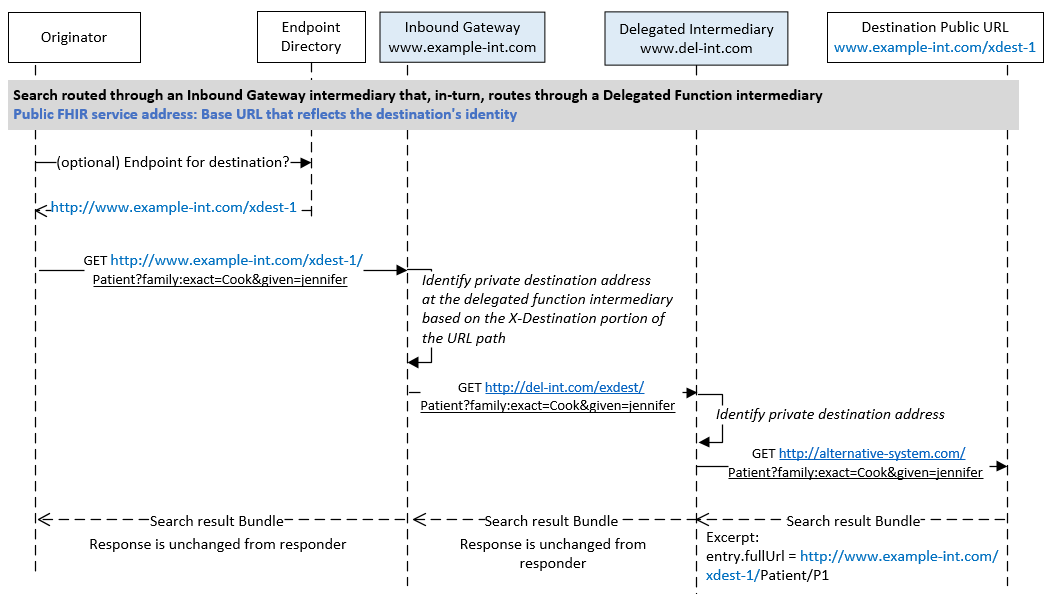 Originator
Endpoint
Directory
Inbound Gateway
www.example-int.com
Delegated Intermediary
www.del-int.com
Destination Public URL
www.example-int.com/xdest-1
Search routed through an Inbound Gateway intermediary that, in-turn, routes through a Delegated Function intermediary
Public FHIR service address: Base URL that reflects the destination's identity
(optional) Endpoint for destination?
http://www.example-int.com/xdest-1
GET http://www.example-int.com/xdest-1/
Patient?family:exact=Cook&given=jennifer
Identify private destination address
at the delegated function intermediary
based on the X-Destination portion of
the URL path
GET http://del-int.com/exdest/
Patient?family:exact=Cook&given=jennifer
Identify private destination address
GET http://alternative-system.com/
Patient?family:exact=Cook&given=jennifer
Search result Bundle
Response is unchanged from responder
Search result Bundle
Response is unchanged from
responder
Search result Bundle
Excerpt:
entry.fullUrl = http://www.example-int.com/
xdest-1/Patient/P1